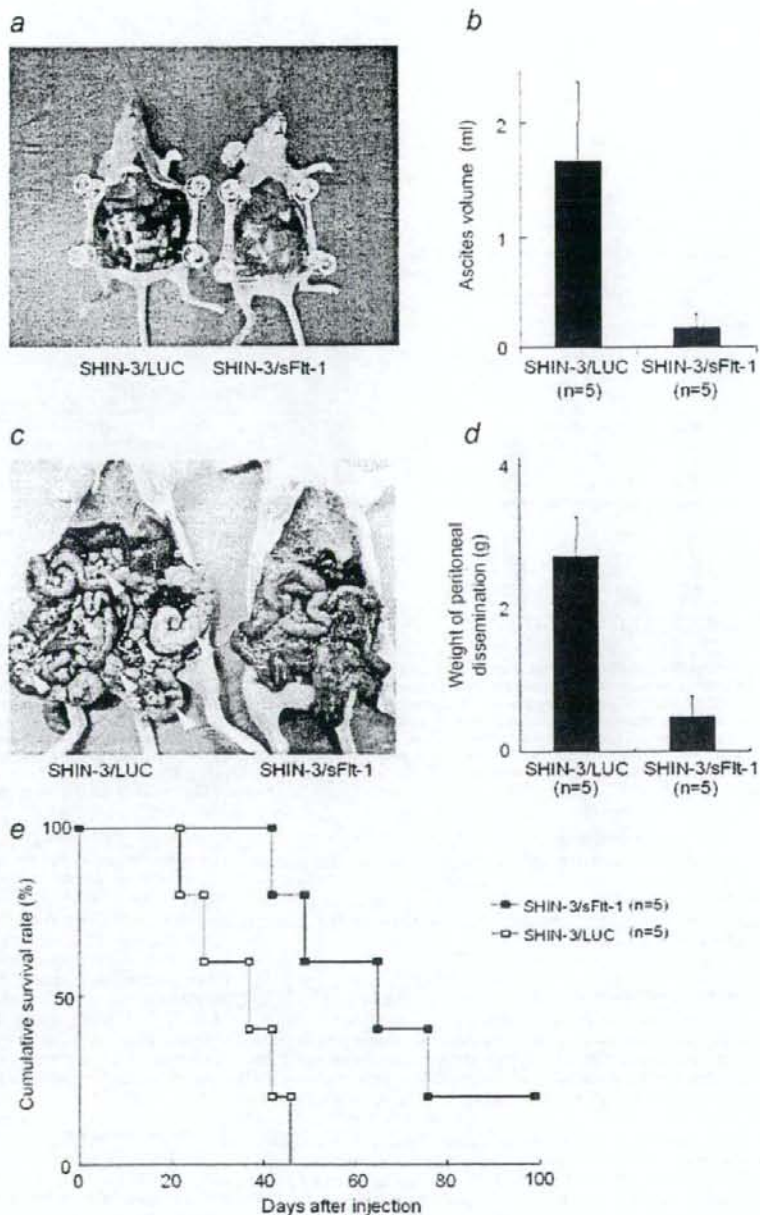 a
SHIN-3/LUC SHIN-3/sFlt-1
b
Ascites volume (ml)
2
1
0
SHIN-3/LUC SHIN-3/sFlt-1
(n=5) (n=5)
c
SHIN-3/LUC SHIN-3/sFlt-1
d
Weight of peritoneal
dissemination (g)
4
2
0
SHIN-3/LUC SHIN-3/sFlt-1
(n=5) (n=5)
e
Cumulative survival rate (%)
100
50
0
0 20 40 60 80 100
Days after injection
SHIN-3/sFlt-1 (n=5)
SHIN-3/LUC (n=5)